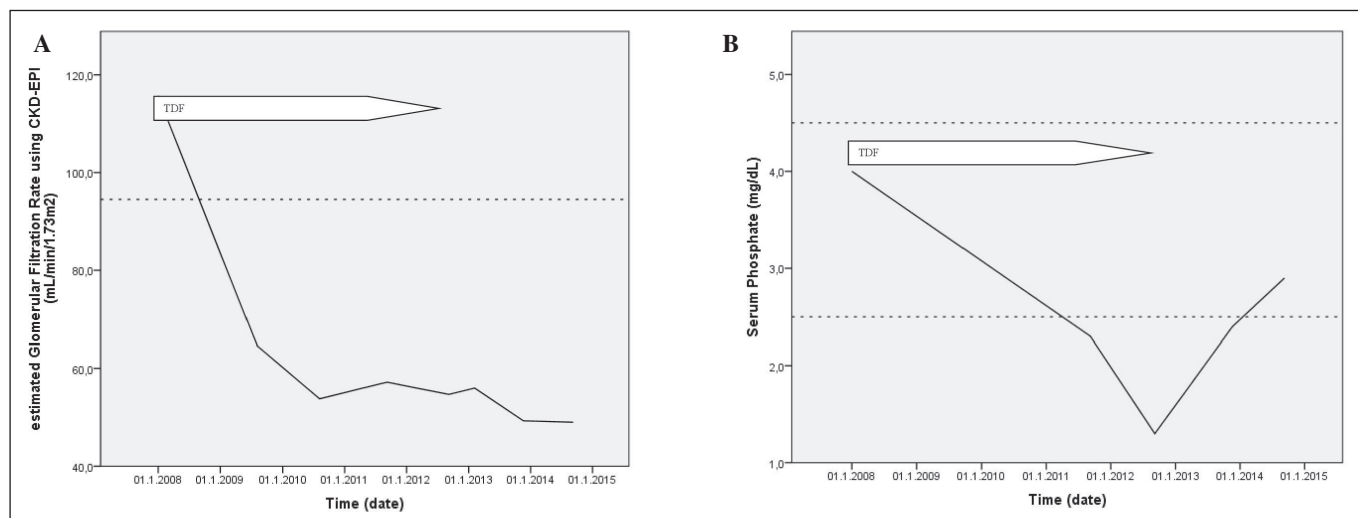 A
estimated Glomerular Filtration Rate using CKD-EPI
(mL/min/1.73m2)
120,0
100,0
80,0
60,0
40,0
TDF
01.1.2008 01.1.2009 01.1.2010 01.1.2011 01.1.2012 01.1.2013 01.1.2014 01.1.2015
Time (date)
B
Serum Phosphate (mg/dL)
5,0
4,0
3,0
2,0
1,0
TDF
01.1.2008 01.1.2009 01.1.2010 01.1.2011 01.1.2012 01.1.2013 01.1.2014 01.1.2015
Time (date)